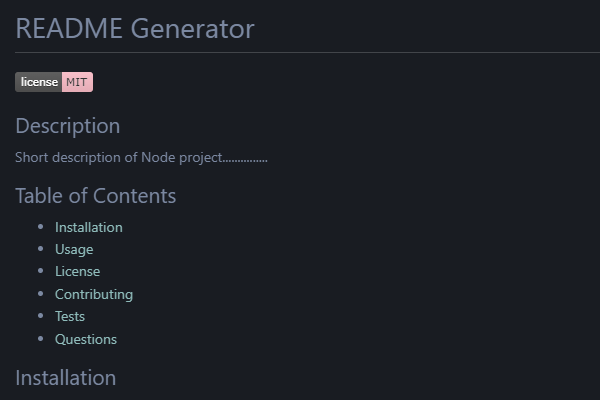 README Generator
license MIT
Description
Short description of Node project...............
Table of Contents
Installation
Usage
License
Contributing
Tests
Questions
Installation